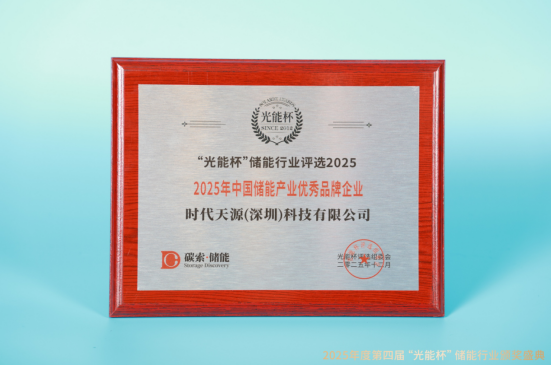 光能杯
SINCE 2012
“光能杯”储能行业评选2025
2025年中国储能产业优秀品牌企业
时代天源(深圳)科技有限公司
碳索·储能
Storage Discovery
光能杯评选组委会
二零二五年十二月